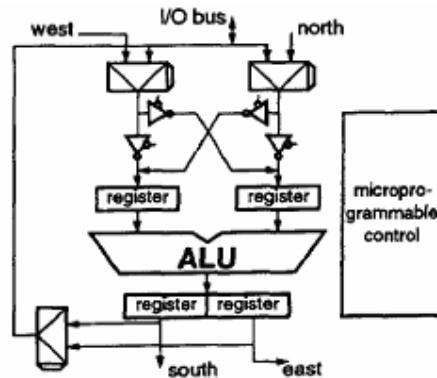 I/O bus
west
north
register
register
micropro-
grammable
control
ALU
register
register
south
east